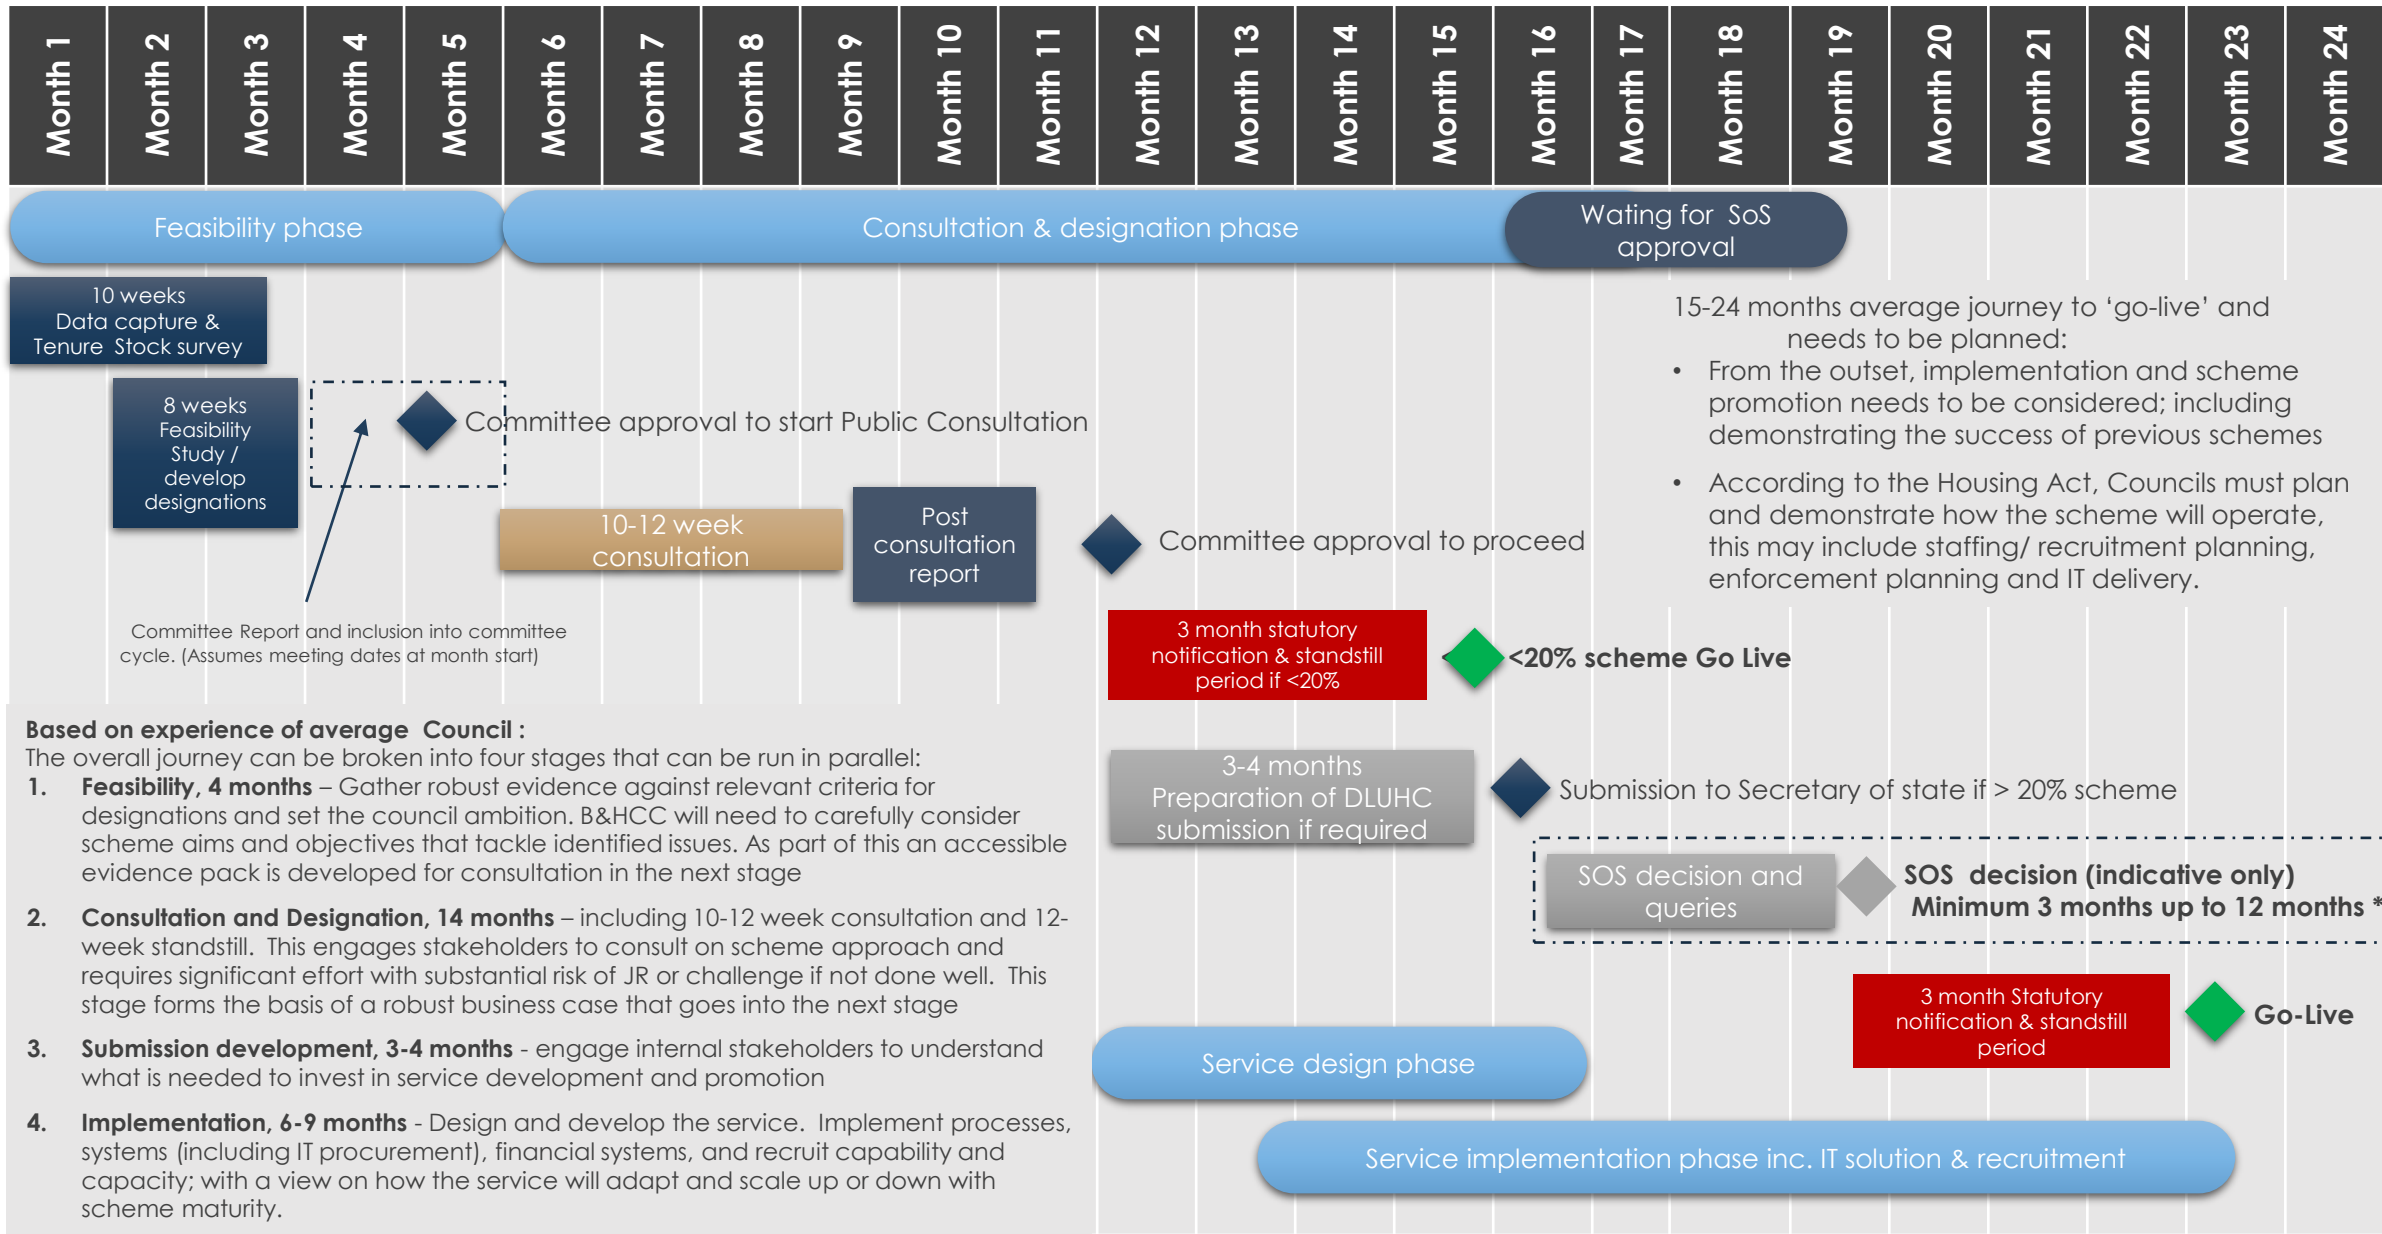 Month 1
Month 2
Month 3
Month 4
Month 5
Month 6
Month 7
Month 8
Month 9
Month 10
Month 11
Month 12
Month 13
Month 14
Month 15
Month 16
Month 17
Month 18
Month 19
Month 20
Month 21
Month 22
Month 23
Month 24
Feasibility phase
Consultation & designation phase
Wating for SoS
approval
10 weeks
Data capture &
Tenure Stock survey
8 weeks
Feasibility
Study /
develop
designations
Committee approval to start Public Consultation
10-12 week
consultation
Post
consultation
report
Committee approval to proceed
Committee Report and inclusion into committee
cycle. (Assumes meeting dates at month start)
15-24 months average journey to ‘go-live’ and
needs to be planned:
• From the outset, implementation and scheme
promotion needs to be considered; including
demonstrating the success of previous schemes
• According to the Housing Act, Councils must plan
and demonstrate how the scheme will operate,
this may include staffing/ recruitment planning,
enforcement planning and IT delivery.
3 month statutory
notification & standstill
period if <20%
<20% scheme Go Live
3-4 months
Preparation of DLUHC
submission if required
Submission to Secretary of state if > 20% scheme
SOS decision and
queries
SOS decision (indicative only)
Minimum 3 months up to 12 months *
3 month Statutory
notification & standstill
period
Go-Live
Service design phase
Service implementation phase inc. IT solution & recruitment
Based on experience of average Council :
The overall journey can be broken into four stages that can be run in parallel:
1. Feasibility, 4 months – Gather robust evidence against relevant criteria for
designations and set the council ambition. B&HCC will need to carefully consider
scheme aims and objectives that tackle identified issues. As part of this an accessible
evidence pack is developed for consultation in the next stage
2. Consultation and Designation, 14 months – including 10-12 week consultation and 12-
week standstill. This engages stakeholders to consult on scheme approach and
requires significant effort with substantial risk of JR or challenge if not done well. This
stage forms the basis of a robust business case that goes into the next stage
3. Submission development, 3-4 months - engage internal stakeholders to understand
what is needed to invest in service development and promotion
4. Implementation, 6-9 months - Design and develop the service. Implement processes,
systems (including IT procurement), financial systems, and recruit capability and
capacity; with a view on how the service will adapt and scale up or down with
scheme maturity.